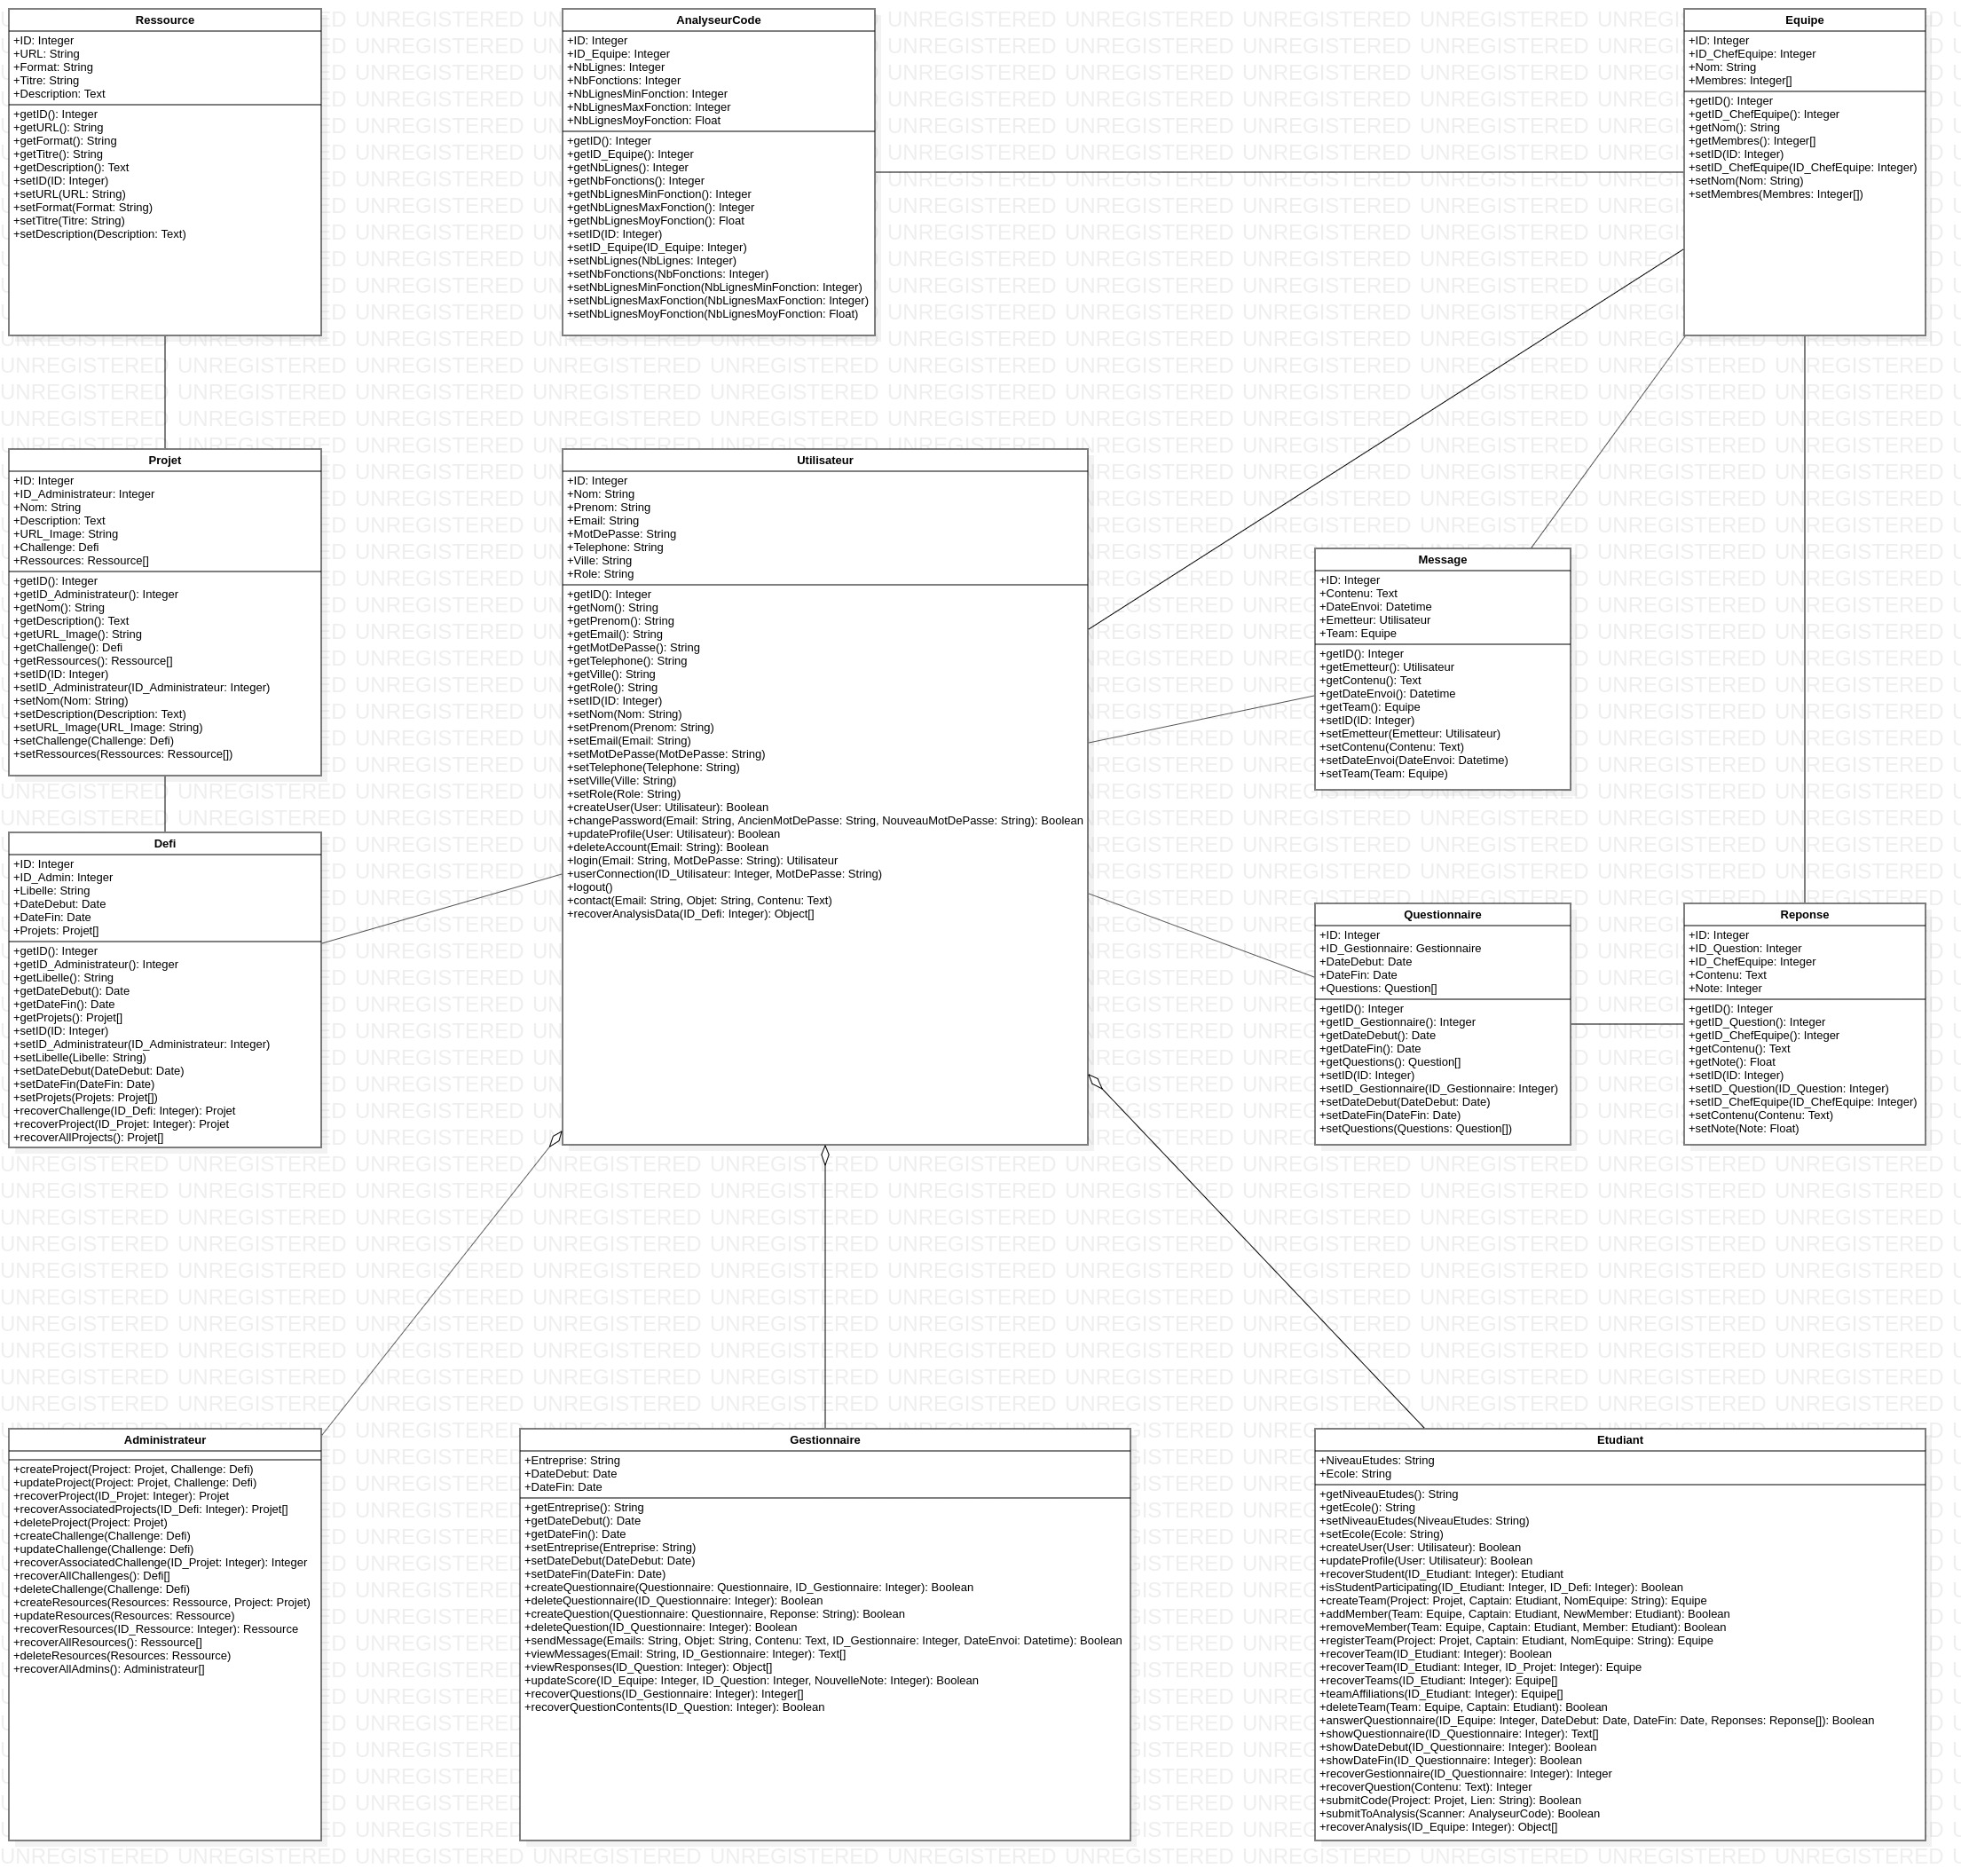 Ressource
+ID: Integer
+URL: String
+Format: String
+Titre: String
+Description: Text
+getID(): Integer
+getURL(): String
+getFormat(): String
+getTitre(): String
+getDescription(): Text
+setID(ID: Integer)
+setURL(URL: String)
+setFormat(Format: String)
+setTitre(Titre: String)
+setDescription(Description: Text)
AnalyseurCode
+ID: Integer
+ID_Equipe: Integer
+NbLignes: Integer
+NbFonctions: Integer
+NbLignesMinFonction: Integer
+NbLignesMaxFonction: Integer
+NbLignesMoyFonction: Float
+getID(): Integer
+getID_Equipe(): Integer
+getNbLignes(): Integer
+getNbFonctions(): Integer
+getNbLignesMinFonction(): Integer
+getNbLignesMaxFonction(): Integer
+getNbLignesMoyFonction(): Float
+setID(ID: Integer)
+setID_Equipe(ID_Equipe: Integer)
+setNbLignes(NbLignes: Integer)
+setNbFonctions(NbFonctions: Integer)
+setNbLignesMinFonction(NbLignesMinFonction: Integer)
+setNbLignesMaxFonction(NbLignesMaxFonction: Integer)
+setNbLignesMoyFonction(NbLignesMoyFonction: Float)
Equipe
+ID: Integer
+ID_ChefEquipe: Integer
+Nom: String
+Membres: Integer[]
+getID(): Integer
+getID_ChefEquipe(): Integer
+getNom(): String
+getMembres(): Integer[]
+setID(ID: Integer)
+setID_ChefEquipe(ID_ChefEquipe: Integer)
+setNom(Nom: String)
+setMembres(Membres: Integer[])
Projet
+ID: Integer
+ID_Administrateur: Integer
+Nom: String
+Description: Text
+URL_Image: String
+Challenge: Defi
+Ressources: Ressource[]
+getID(): Integer
+getID_Administrateur(): Integer
+getNom(): String
+getDescription(): Text
+getURL_Image(): String
+getChallenge(): Defi
+getRessources(): Ressource[]
+setID(ID: Integer)
+setID_Administrateur(ID_Administrateur: Integer)
+setNom(Nom: String)
+setDescription(Description: Text)
+setURL_Image(URL_Image: String)
+setChallenge(Challenge: Defi)
+setRessources(Ressources: Ressource[])
Utilisateur
+ID: Integer
+Nom: String
+Prenom: String
+Email: String
+MotDePasse: String
+Telephone: String
+Ville: String
+Role: String
+getID(): Integer
+getNom(): String
+getPrenom(): String
+getEmail(): String
+getMotDePasse(): String
+getTelephone(): String
+getVille(): String
+getRole(): String
+setID(ID: Integer)
+setNom(Nom: String)
+setPrenom(Prenom: String)
+setEmail(Email: String)
+setMotDePasse(MotDePasse: String)
+setTelephone(Telephone: String)
+setVille(Ville: String)
+setRole(Role: String)
+createUser(User: Utilisateur): Boolean
+changePassword(Email: String, AncienMotDePasse: String, NouveauMotDePasse: String): Boolean
+updateProfile(User: Utilisateur): Boolean
+deleteAccount(Email: String): Boolean
+login(Email: String, MotDePasse: String): Utilisateur
+userConnection(ID_Utilisateur: Integer, MotDePasse: String)
+logout()
+contact(Email: String, Objet: String, Contenu: Text)
+recoverAnalysisData(ID_Defi: Integer): Object[]
Message
+ID: Integer
+Contenu: Text
+DateEnvoi: Datetime
+Emetteur: Utilisateur
+Team: Equipe
+getID(): Integer
+getEmetteur(): Utilisateur
+getContenu(): Text
+getDateEnvoi(): Datetime
+getTeam(): Equipe
+setID(ID: Integer)
+setEmetteur(Emetteur: Utilisateur)
+setContenu(Contenu: Text)
+setDateEnvoi(DateEnvoi: Datetime)
+setTeam(Team: Equipe)
Defi
+ID: Integer
+ID_Admin: Integer
+Libelle: String
+DateDebut: Date
+DateFin: Date
+Projets: Projet[]
+getID(): Integer
+getID_Administrateur(): Integer
+getLibelle(): String
+getDateDebut(): Date
+getDateFin(): Date
+getProjets(): Projet[]
+setID(ID: Integer)
+setID_Administrateur(ID_Administrateur: Integer)
+setLibelle(Libelle: String)
+setDateDebut(DateDebut: Date)
+setDateFin(DateFin: Date)
+setProjets(Projets: Projet[])
+recoverChallenge(ID_Defi: Integer): Projet
+recoverProject(ID_Projet: Integer): Projet
+recoverAllProjects(): Projet[]
Questionnaire
+ID: Integer
+ID_Gestionnaire: Gestionnaire
+DateDebut: Date
+DateFin: Date
+Questions: Question[]
+getID(): Integer
+getID_Gestionnaire(): Integer
+getDateDebut(): Date
+getDateFin(): Date
+getQuestions(): Question[]
+setID(ID: Integer)
+setID_Gestionnaire(ID_Gestionnaire: Integer)
+setDateDebut(DateDebut: Date)
+setDateFin(DateFin: Date)
+setQuestions(Questions: Question[])
Reponse
+ID: Integer
+ID_Question: Integer
+ID_ChefEquipe: Integer
+Contenu: Text
+Note: Integer
+getID(): Integer
+getID_Question(): Integer
+getID_ChefEquipe(): Integer
+getContenu(): Text
+getNote(): Float
+setID(ID: Integer)
+setID_Question(ID_Question: Integer)
+setID_ChefEquipe(ID_ChefEquipe: Integer)
+setContenu(Contenu: Text)
+setNote(Note: Float)
Administrateur
+createProject(Project: Projet, Challenge: Defi)
+updateProject(Project: Projet, Challenge: Defi)
+recoverProject(ID_Projet: Integer): Projet
+recoverAssociatedProjects(ID_Defi: Integer): Projet[]
+deleteProject(Project: Projet)
+createChallenge(Challenge: Defi)
+updateChallenge(Challenge: Defi)
+recoverAssociatedChallenge(ID_Projet: Integer): Integer
+recoverAllChallenges(): Defi[]
+deleteChallenge(Challenge: Defi)
+createResources(Resources: Ressource, Project: Projet)
+updateResources(Resources: Ressource)
+recoverResources(ID_Ressource: Integer): Ressource
+recoverAllResources(): Ressource[]
+deleteResources(Resources: Ressource)
+recoverAllAdmins(): Administrateur[]
Gestionnaire
+Entreprise: String
+DateDebut: Date
+DateFin: Date
+getEntreprise(): String
+getDateDebut(): Date
+getDateFin(): Date
+setEntreprise(Entreprise: String)
+setDateDebut(DateDebut: Date)
+setDateFin(DateFin: Date)
+createQuestionnaire(Questionnaire: Questionnaire, ID_Gestionnaire: Integer): Boolean
+deleteQuestionnaire(ID_Questionnaire: Integer): Boolean
+createQuestion(Questionnaire: Questionnaire, Reponse: String): Boolean
+deleteQuestion(ID_Questionnaire: Integer): Boolean
+sendMessage(Emails: String, Objet: String, Contenu: Text, ID_Gestionnaire: Integer, DateEnvoi: Datetime): Boolean
+viewMessages(Email: String, ID_Gestionnaire: Integer): Text[]
+viewResponses(ID_Question: Integer): Object[]
+updateScore(ID_Equipe: Integer, ID_Question: Integer, NouvelleNote: Integer): Boolean
+recoverQuestions(ID_Gestionnaire: Integer): Integer[]
+recoverQuestionContents(ID_Question: Integer): Boolean
Etudiant
+NiveauEtudes: String
+Ecole: String
+getNiveauEtudes(): String
+getEcole(): String
+setNiveauEtudes(NiveauEtudes: String)
+setEcole(Ecole: String)
+createUser(User: Utilisateur): Boolean
+updateProfile(User: Utilisateur): Boolean
+recoverStudent(ID_Etudiant: Integer): Etudiant
+isStudentParticipating(ID_Etudiant: Integer, ID_Defi: Integer): Boolean
+createTeam(Project: Projet, Captain: Etudiant, NomEquipe: String): Equipe
+addMember(Team: Equipe, Captain: Etudiant, NewMember: Etudiant): Boolean
+removeMember(Team: Equipe, Captain: Etudiant, Member: Etudiant): Boolean
+registerTeam(Project: Projet, Captain: Etudiant, NomEquipe: String): Equipe
+recoverTeam(ID_Etudiant: Integer): Boolean
+recoverTeam(ID_Etudiant: Integer, ID_Projet: Integer): Equipe
+recoverTeams(ID_Etudiant: Integer): Equipe[]
+teamAffiliations(ID_Etudiant: Integer): Equipe[]
+deleteTeam(Team: Equipe, Captain: Etudiant): Boolean
+answerQuestionnaire(ID_Equipe: Integer, DateDebut: Date, DateFin: Date, Reponses: Reponse[]): Boolean
+showQuestionnaire(ID_Questionnaire: Integer): Text[]
+showDateDebut(ID_Questionnaire: Integer): Boolean
+showDateFin(ID_Questionnaire: Integer): Boolean
+recoverGestionnaire(ID_Questionnaire: Integer): Integer
+recoverQuestion(Contenu: Text): Integer
+submitCode(Project: Projet, Lien: String): Boolean
+submitToAnalysis(Scanner: AnalyseurCode): Boolean
+recoverAnalysis(ID_Equipe: Integer): Object[]